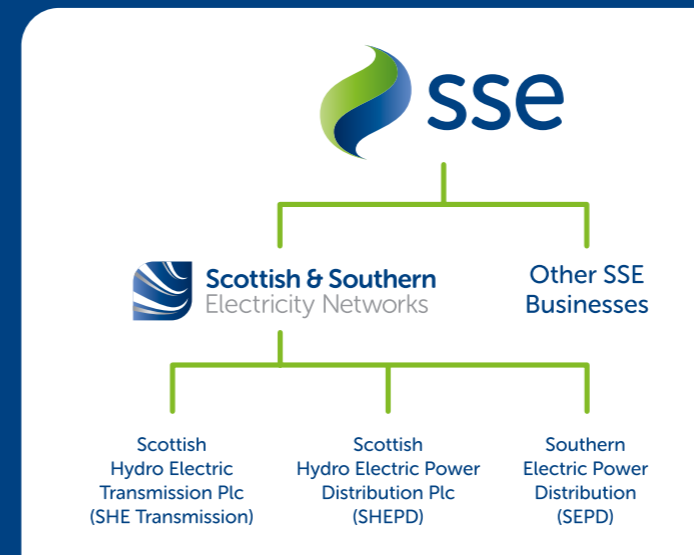 sse
Scottish & Southern
Electricity Networks
Other SSE
Businesses
Scottish
Hydro Electric
Transmission Plc
(SHE Transmission)
Scottish
Hydro Electric Power
Distribution Plc
(SHEPD)
Southern
Electric Power
Distribution
(SEPD)